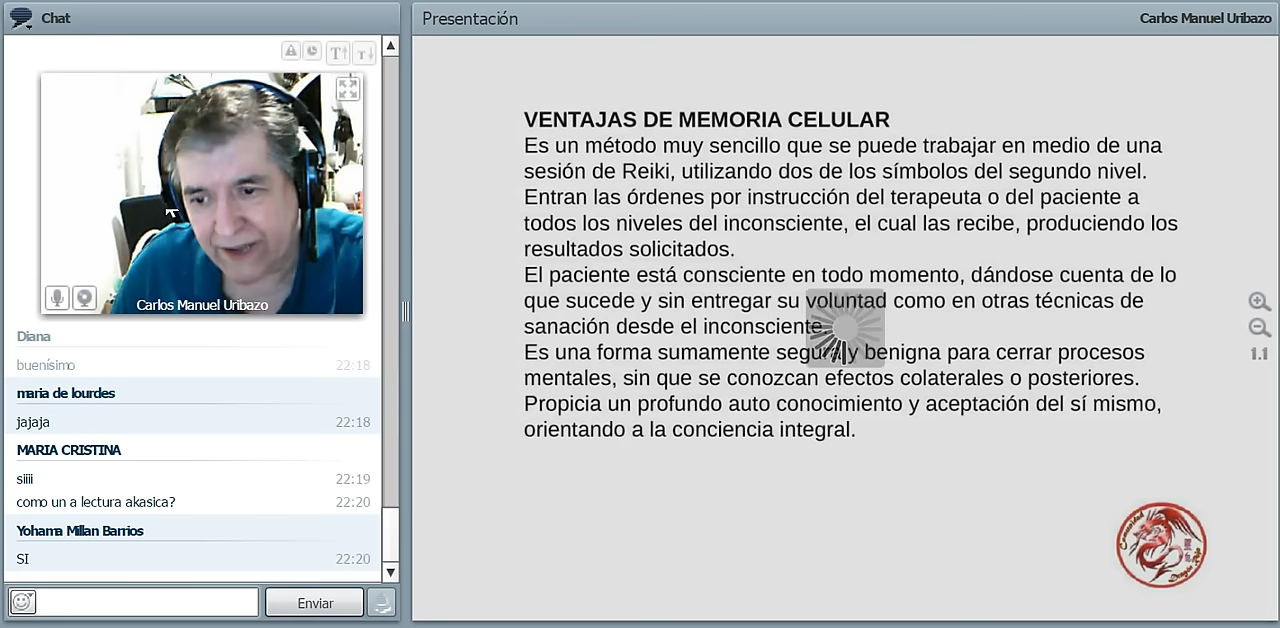 Chat
Carlos Manuel Uribazo
Diana
buenísimo 22:18
maria de lourdes
jajaja 22:18
MARIA CRISTINA
siiii 22:19
como un a lectura akasica? 22:20
Yohama Millan Barrios
SI 22:20
Enviar
Presentación Carlos Manuel Uribazo
VENTAJAS DE MEMORIA CELULAR
Es un método muy sencillo que se puede trabajar en medio de una
sesión de Reiki, utilizando dos de los símbolos del segundo nivel.
Entran las órdenes por instrucción del terapeuta o del paciente a
todos los niveles del inconsciente, el cual las recibe, produciendo los
resultados solicitados.
El paciente está consciente en todo momento, dándose cuenta de lo
que sucede y sin entregar su voluntad como en otras técnicas de
sanación desde el inconsciente.
Es una forma sumamente segura y benigna para cerrar procesos
mentales, sin que se conozcan efectos colaterales o posteriores.
Propicia un profundo auto conocimiento y aceptación del sí mismo,
orientando a la conciencia integral.
1.1
Comunidad
Dragón Rojo